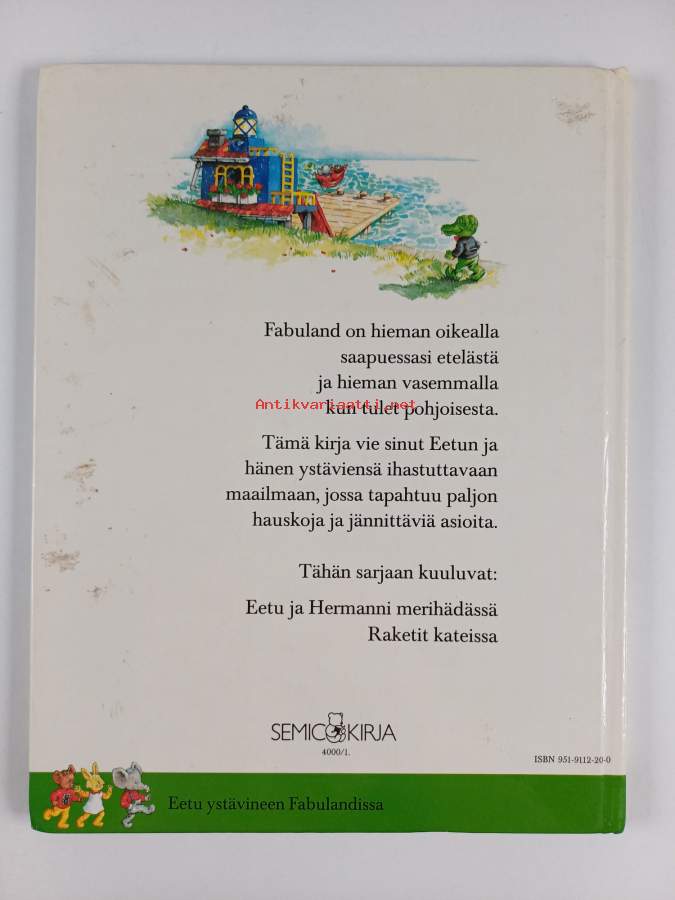 Fabuland on hieman oikealla
saapuessasi etelästä
ja hieman vasemmalla
Antikvariaatti.net
kun tulet pohjoisesta.
Tämä kirja vie sinut Eetun ja
hänen ystäviensä ihastuttavaan
maailmaan, jossa tapahtuu paljon
hauskoja ja jännittäviä asioita.
Tähän sarjaan kuuluvat:
Eetu ja Hermanni merihädässä
Raketit kateissa
SEMIC KIRJA
4000/1.
ISBN 951-9112-20-0
Eetu ystävineen Fabulandissa